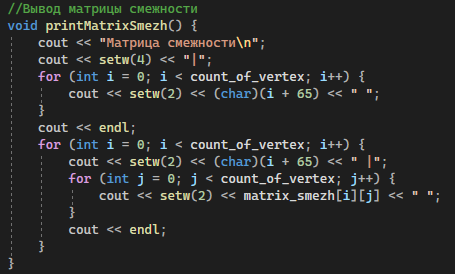 //Вывод матрицы смежности
void printMatrixSmezh() {
    cout << "Матрица смежности\n";
    cout << setw(4) << "|";
    for (int i = 0; i < count_of_vertex; i++) {
        cout << setw(2) << (char)(i + 65) << " ";
    }
    cout << endl;
    for (int i = 0; i < count_of_vertex; i++) {
        cout << setw(2) << (char)(i + 65) << " |";
        for (int j = 0; j < count_of_vertex; j++) {
            cout << setw(2) << matrix_smezh[i][j] << " ";
        }
        cout << endl;
    }
}